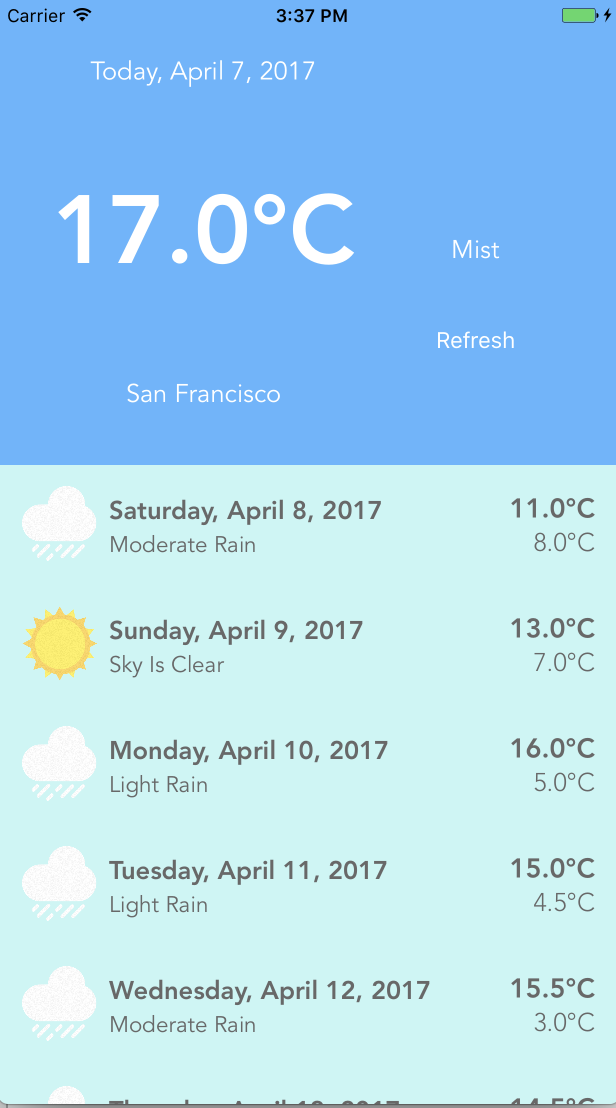 Carrier 3:37 PM
Today, April 7, 2017
17.0°C
Mist
Refresh
San Francisco
Saturday, April 8, 2017 11.0°C
Moderate Rain 8.0°C
Sunday, April 9, 2017 13.0°C
Sky Is Clear 7.0°C
Monday, April 10, 2017 16.0°C
Light Rain 5.0°C
Tuesday, April 11, 2017 15.0°C
Light Rain 4.5°C
Wednesday, April 12, 2017 15.5°C
Moderate Rain 3.0°C